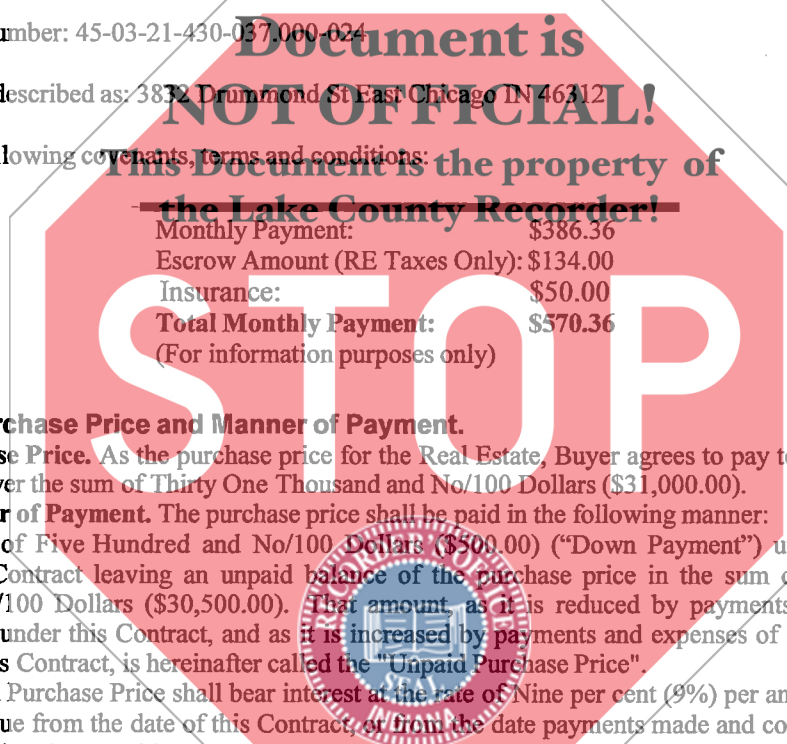 Document is
umber: 45-03-21-430-037.000-024
NOT OFFICIAL!
escribed as: 3832 Drummond St East Chicago IN 46312
This Document is the property of
lowing covenants, terms and conditions:
the Lake County Recorder!
Monthly Payment: $386.36
Escrow Amount (RE Taxes Only): $134.00
Insurance: $50.00
Total Monthly Payment: $570.36
(For information purposes only)
STOP
rchase Price and Manner of Payment.
se Price. As the purchase price for the Real Estate, Buyer agrees to pay t
er the sum of Thirty One Thousand and No/100 Dollars ($31,000.00).
r of Payment. The purchase price shall be paid in the following manner:
of Five Hundred and No/100 Dollars ($500.00) (“Down Payment”) u
Contract leaving an unpaid balance of the purchase price in the sum
/100 Dollars ($30,500.00). That amount, as it is reduced by payments
under this Contract, and as it is increased by payments and expenses of
s Contract, is hereinafter called the "Unpaid Purchase Price".
Purchase Price shall bear interest at the rate of Nine per cent (9%) per an
ue from the date of this Contract, or from the date payments made and co
RECORDER'S OFFICE
SEAL